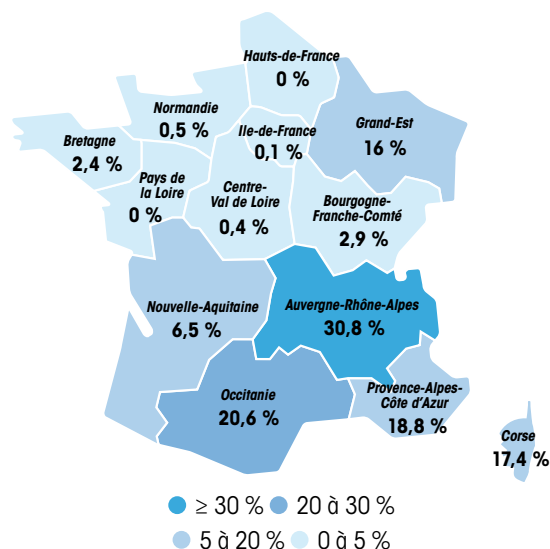 Hauts-de-France
0 %
Normandie
0,5 %
Ile-de-France
0,1 %
Grand-Est
16 %
Bretagne
2,4 %
Pays de
la Loire
0 %
Centre-
Val de Loire
0,4 %
Bourgogne-
Franche-Comté
2,9 %
Nouvelle-Aquitaine
6,5 %
Auvergne-Rhône-Alpes
30,8 %
Occitanie
20,6 %
Provence-Alpes-
Côte d'Azur
18,8 %
Corse
17,4 %
≥ 30 %
20 à 30 %
5 à 20 %
0 à 5 %